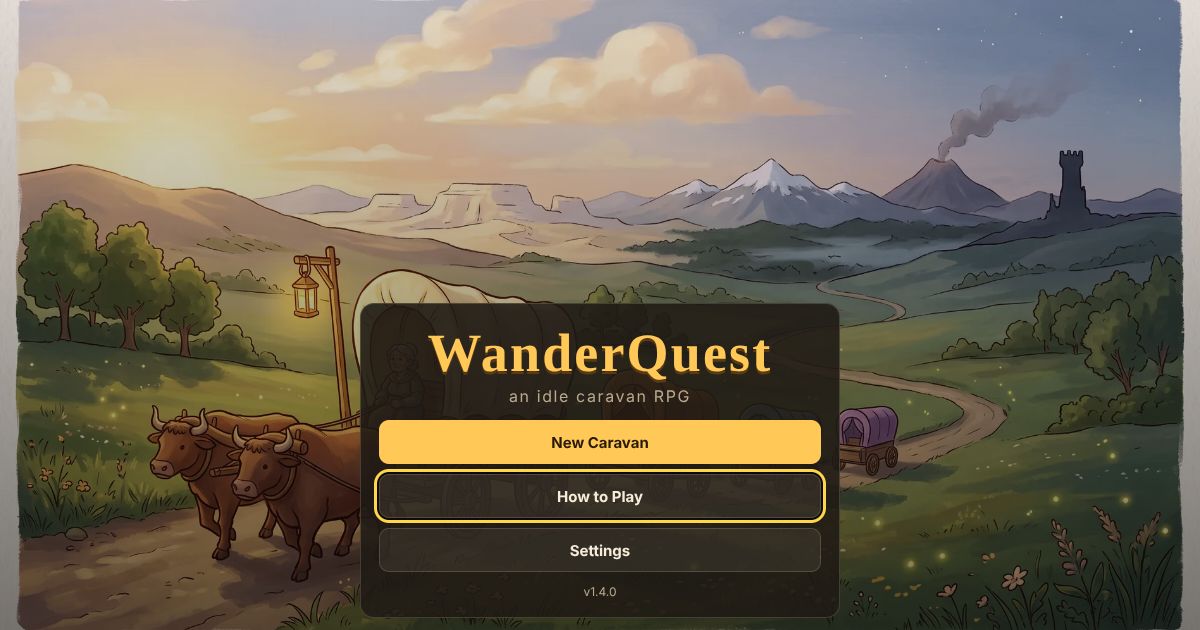 WanderQuest
an idle caravan RPG
New Caravan
How to Play
Settings
v1.4.0